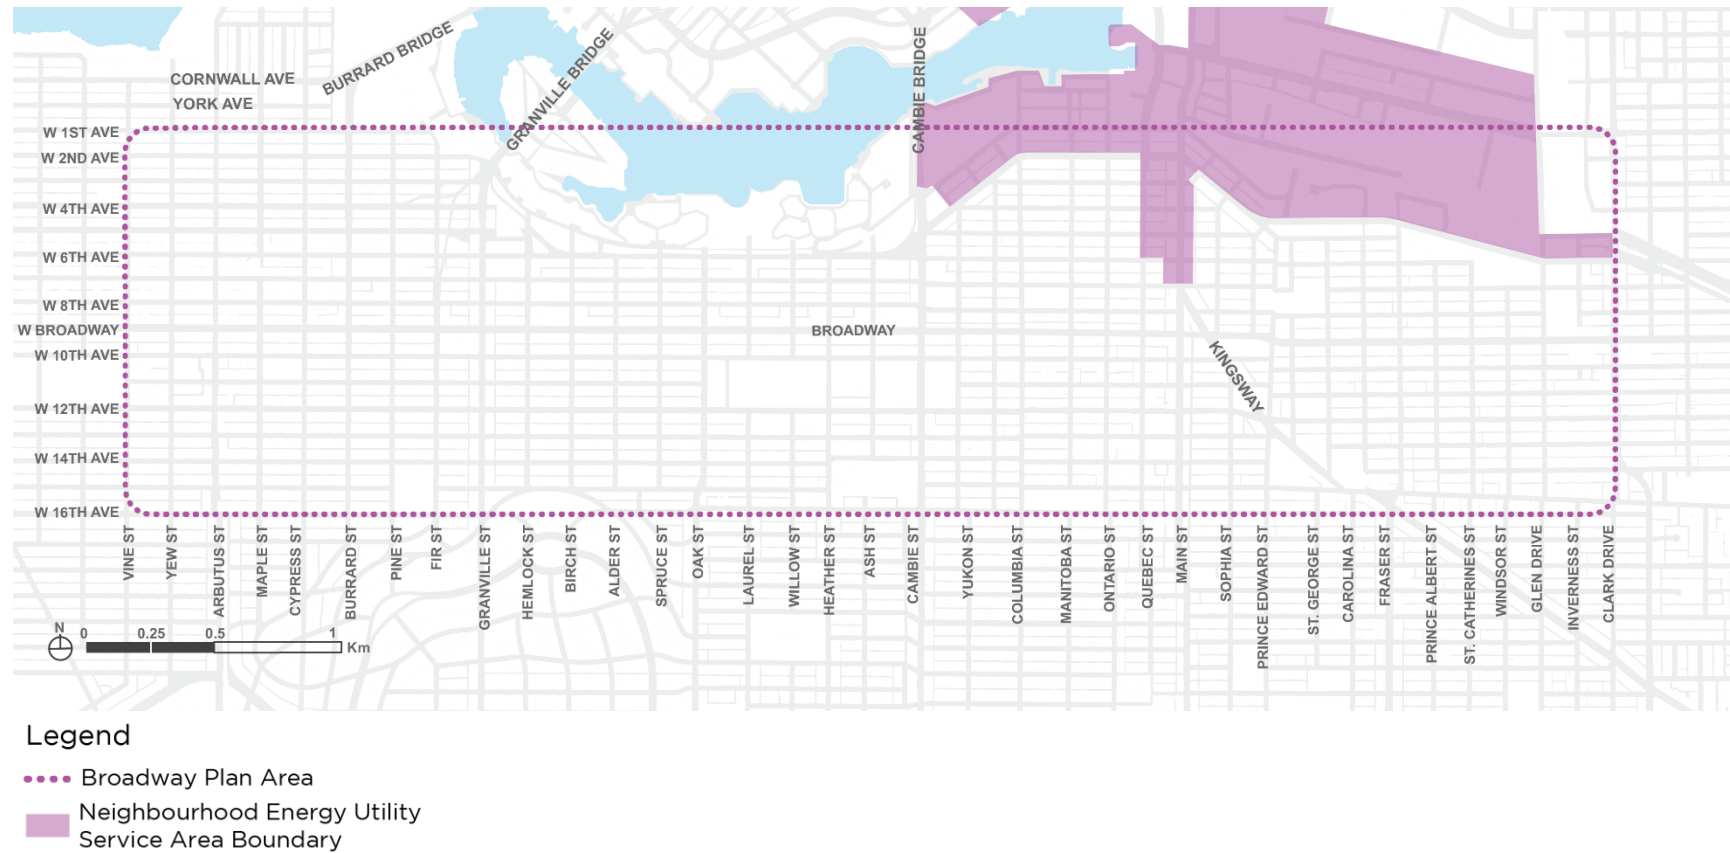 CORNWALL AVE
YORK AVE
BURRARD BRIDGE
GRANVILLE BRIDGE
CAMBIE BRIDGE
W 1ST AVE
W 2ND AVE
W 4TH AVE
W 6TH AVE
W 8TH AVE
W BROADWAY
BROADWAY
W 10TH AVE
KINGSWAY
W 12TH AVE
W 14TH AVE
W 16TH AVE
VINE ST
YEW ST
ARBUTUS ST
MAPLE ST
CYPRESS ST
BURRARD ST
PINE ST
FIR ST
GRANVILLE ST
HEMLOCK ST
BIRCH ST
ALDER ST
SPRUCE ST
OAK ST
LAUREL ST
WILLOW ST
HEATHER ST
ASH ST
CAMBIE ST
YUKON ST
COLUMBIA ST
MANITOBA ST
ONTARIO ST
QUEBEC ST
MAIN ST
SOPHIA ST
PRINCE EDWARD ST
ST. GEORGE ST
CAROLINA ST
FRASER ST
PRINCE ALBERT ST
ST. CATHERINES ST
WINDSOR ST
GLEN DRIVE
INVERNESS ST
CLARK DRIVE
N
0 0.25 0.5 1
Km
Legend
Broadway Plan Area
Neighbourhood Energy Utility
Service Area Boundary